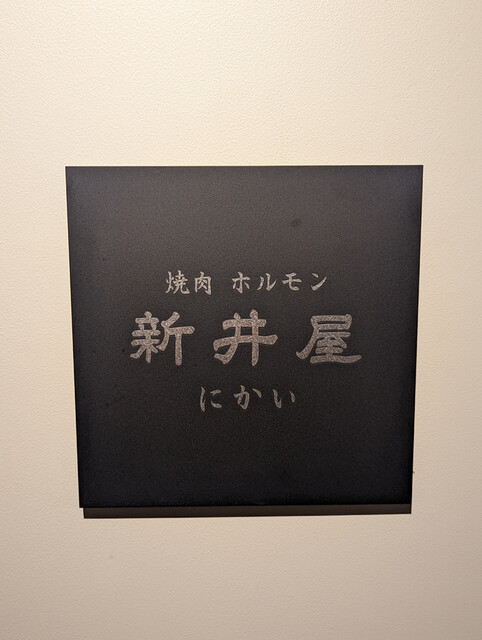 焼肉 ホルモン
新井屋
にかい